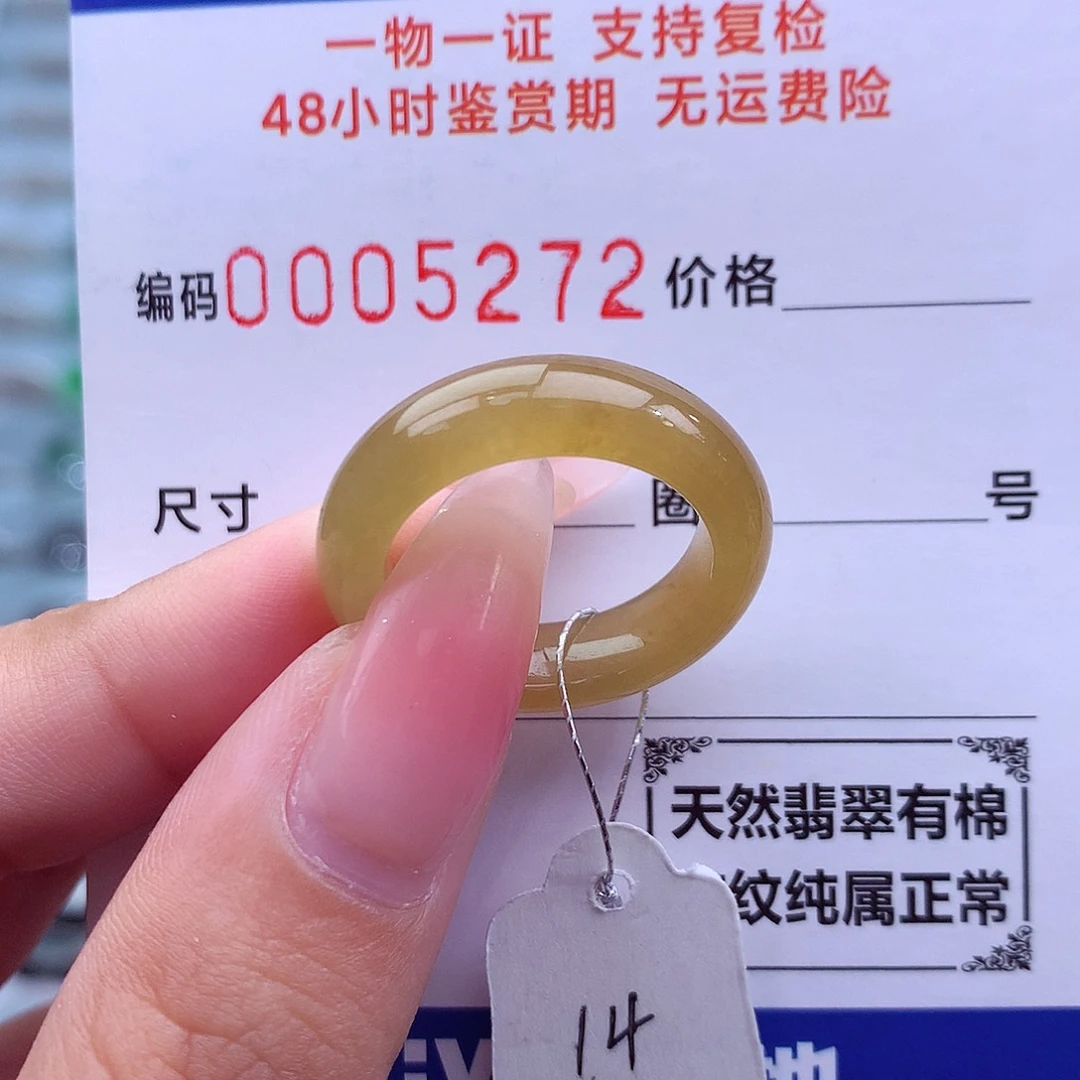 一物一证 支持复检
48小时鉴赏期 无运费险
编码0005272价格
尺寸 圈 号
天然翡翠有棉
纹纯属正常
14